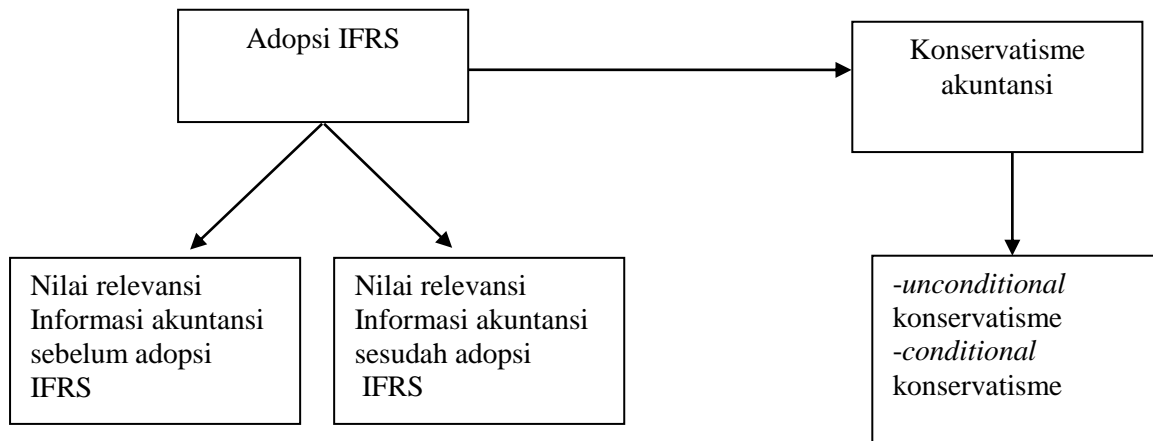 Adopsi IFRS
Konservatisme
akuntansi
Nilai relevansi
Informasi akuntansi
sebelum adopsi
IFRS
Nilai relevansi
Informasi akuntansi
sesudah adopsi
IFRS
-unconditional
konservatisme
-conditional
konservatisme